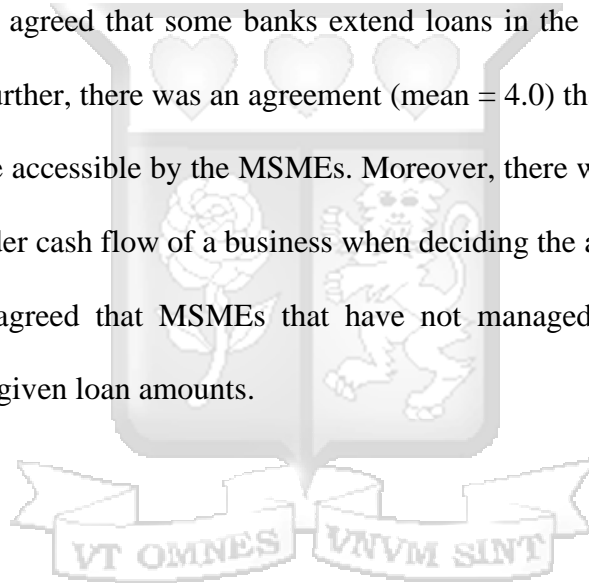 agreed that some banks extend loans in the
urther, there was an agreement (mean = 4.0) th
e accessible by the MSMEs. Moreover, there w
der cash flow of a business when deciding the a
agreed that MSMEs that have not managed
given loan amounts.
VT OMNES VNVM SINT